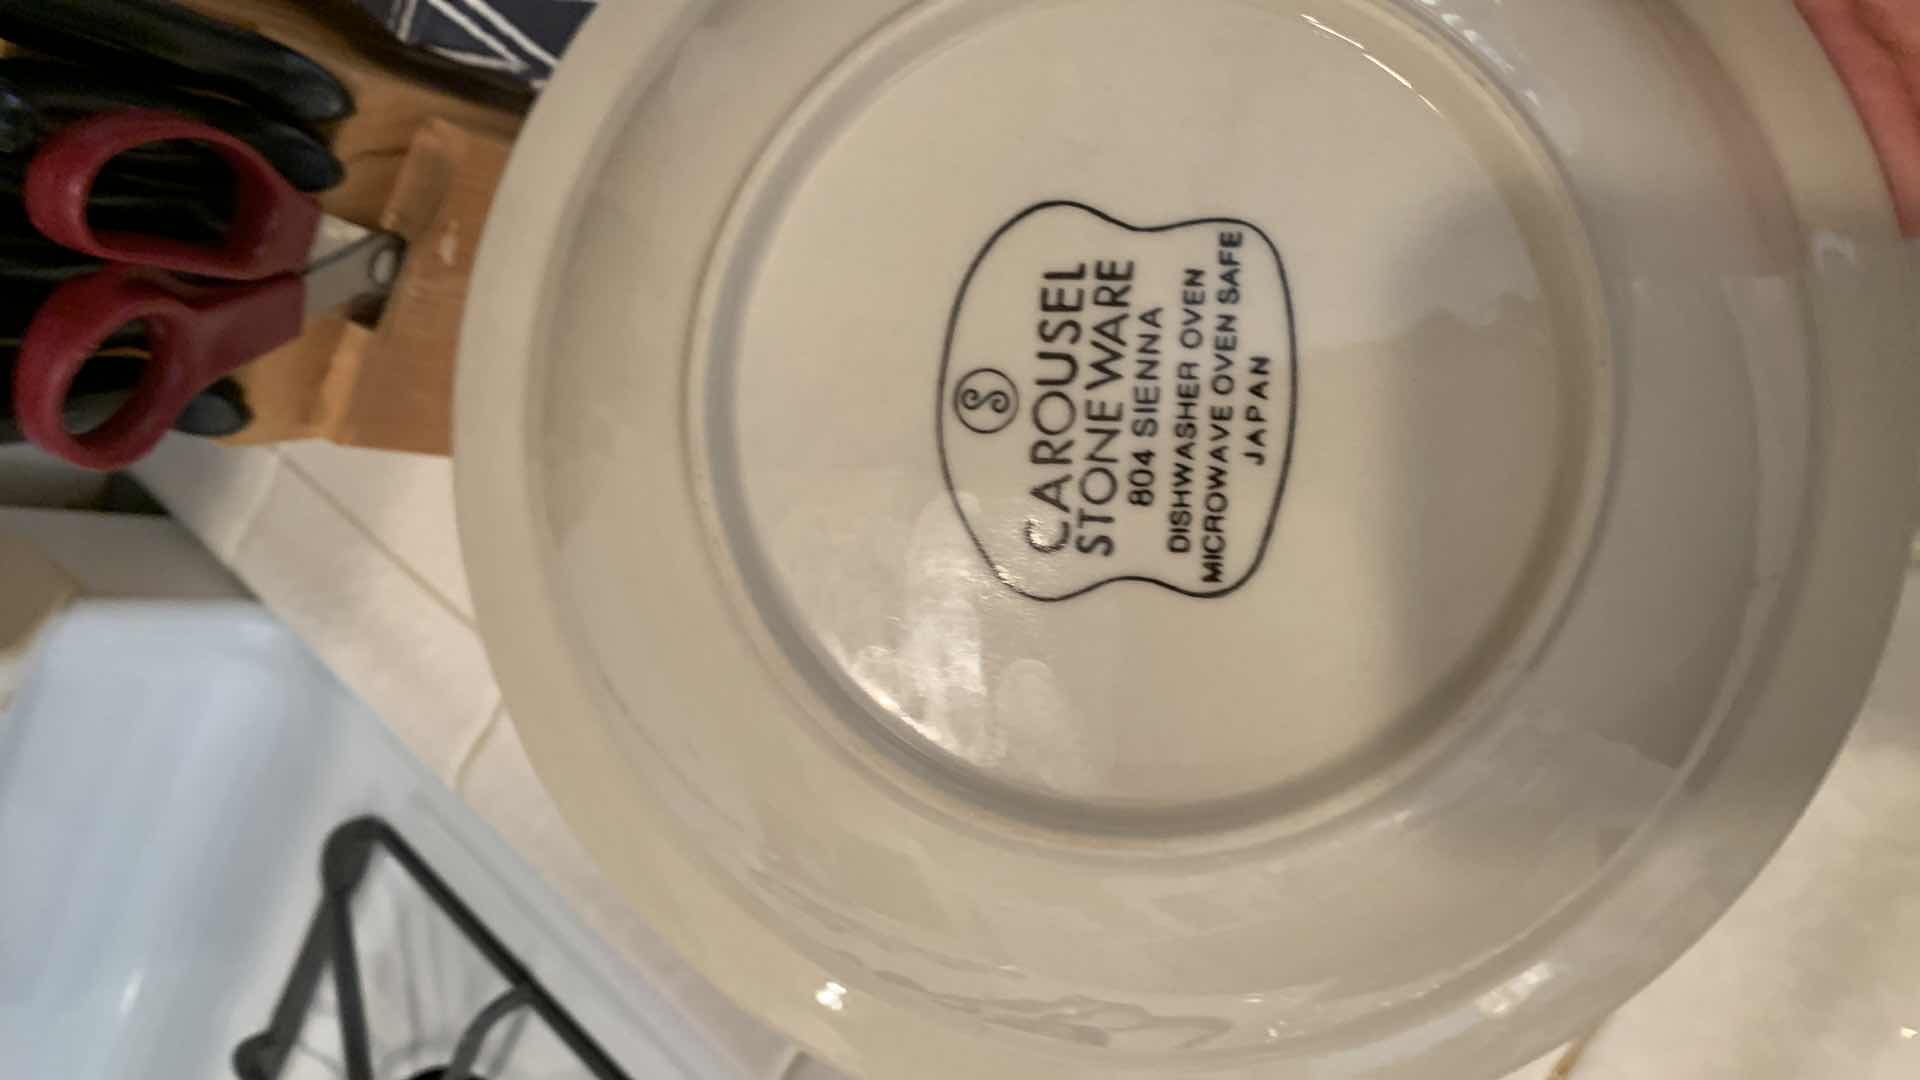 S
CAROUSEL
STONEWARE
804 SIENNA
DISHWASHER OVEN
MICROWAVE OVEN SAFE
JAPAN